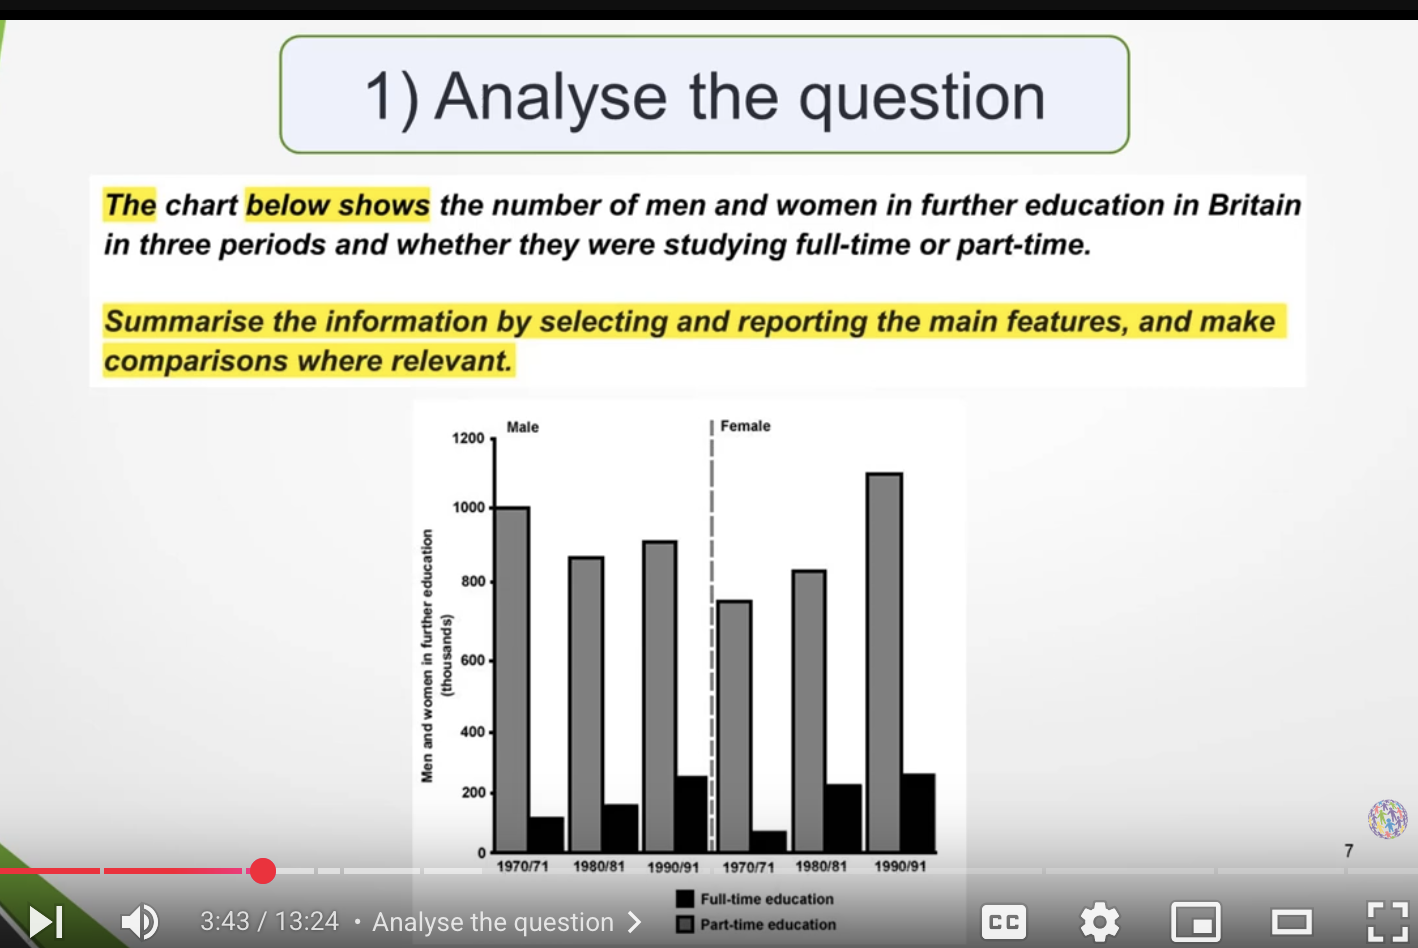 1) Analyse the question
The chart below shows the number of men and women in further education in Britain
in three periods and whether they were studying full-time or part-time.
Summarise the information by selecting and reporting the main features, and make
comparisons where relevant.
Male
Female
Men and women in further education
(thousands)
1200
1000
800
600
400
200
0
1970/71 1980/81 1990/91 1970/71 1980/81 1990/91
Full-time education
Part-time education
7
3:43 / 13:24 • Analyse the question
CC